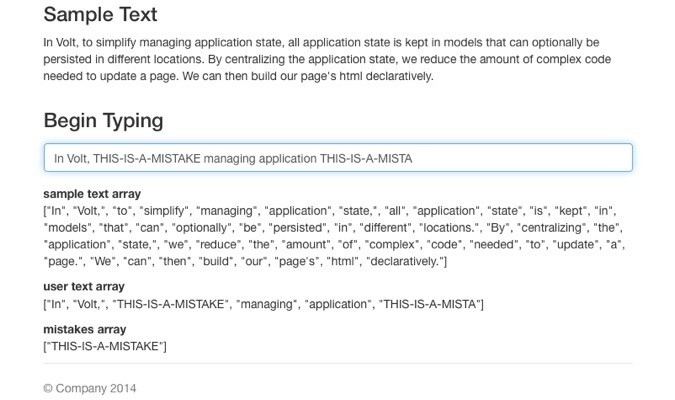 Sample Text
In Volt, to simplify managing application state, all application state is kept in models that can optionally be
persisted in different locations. By centralizing the application state, we reduce the amount of complex code
needed to update a page. We can then build our page's html declaratively.
Begin Typing
In Volt, THIS-IS-A-MISTAKE managing application THIS-IS-A-MISTA
sample text array
["In", "Volt,", "to", "simplify", "managing", "application", "state,", "all", "application", "state", "is", "kept", "in",
"models", "that", "can", "optionally", "be", "persisted", "in", "different", "locations.", "By", "centralizing", "the",
"application", "state,", "we", "reduce", "the", "amount", "of", "complex", "code", "needed", "to", "update", "a",
"page.", "We", "can", "then", "build", "our", "page's", "html", "declaratively."]
user text array
["In", "Volt,", "THIS-IS-A-MISTAKE", "managing", "application", "THIS-IS-A-MISTA"]
mistakes array
["THIS-IS-A-MISTAKE"]
© Company 2014